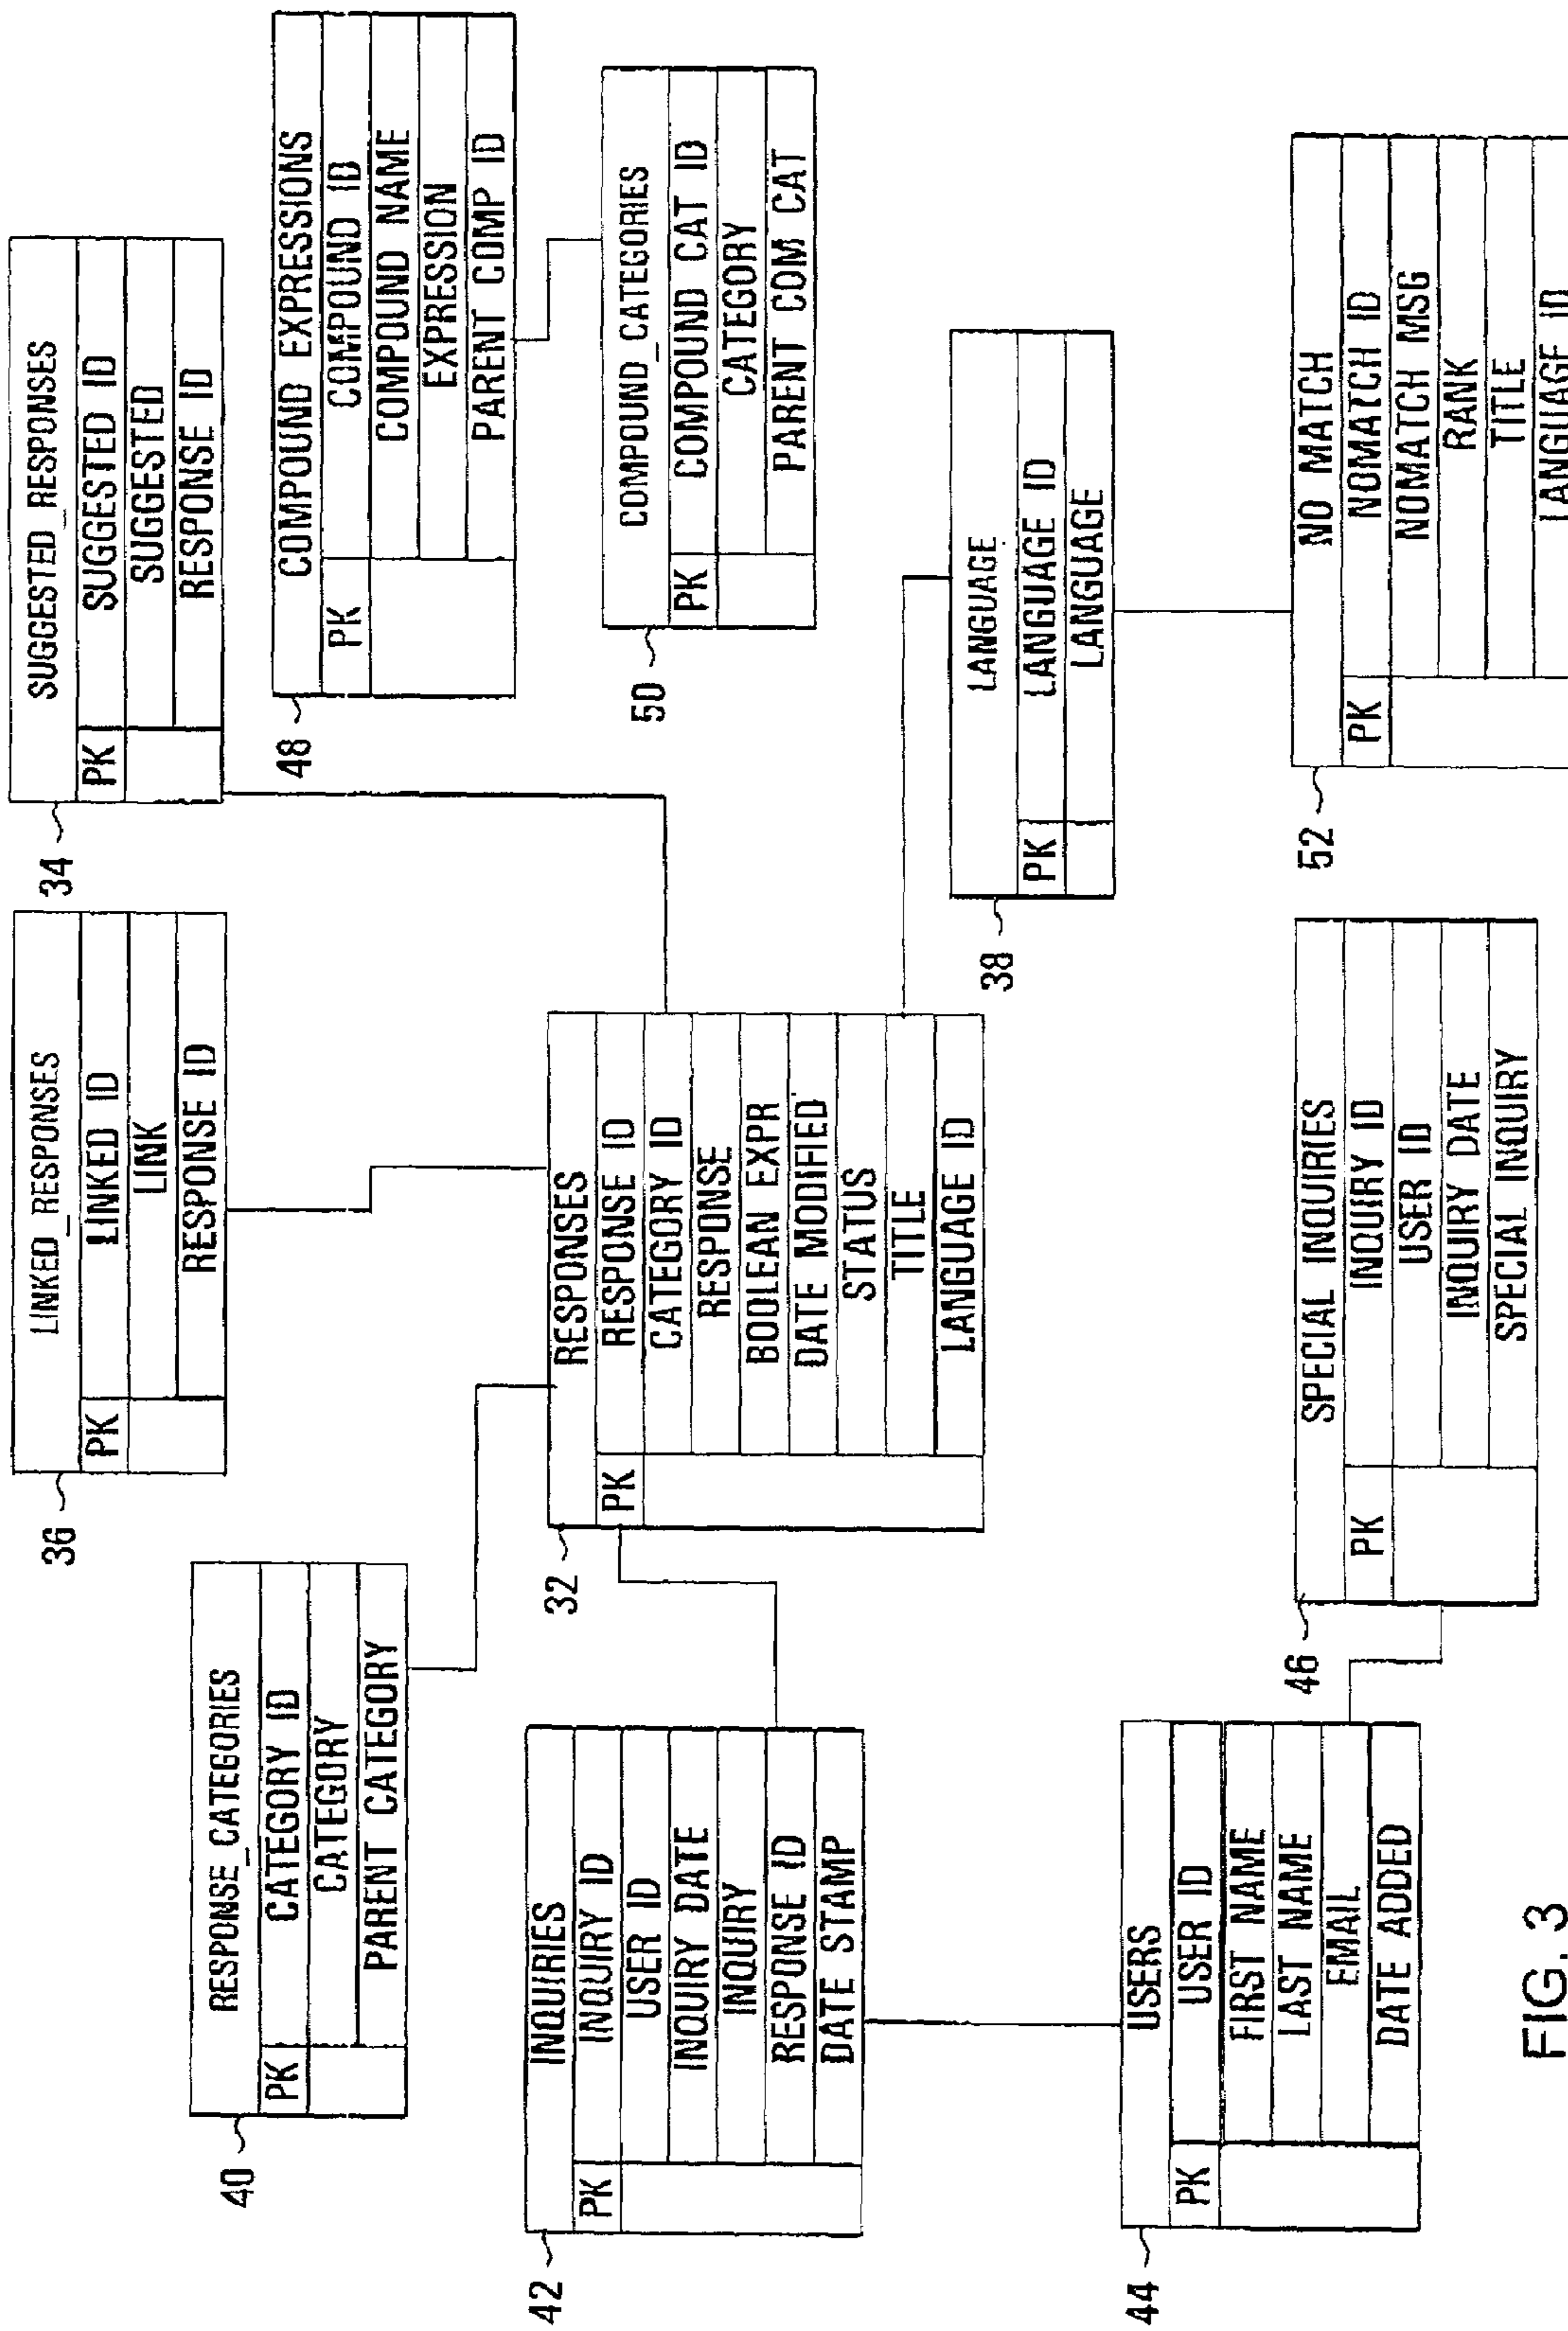 40
RESPONSE_CATEGORIES
PK CATEGORY ID
CATEGORY
PARENT CATEGORY
36
LINKED_RESPONSES
PK LINKED ID
LINK
RESPONSE ID
34
SUGGESTED_RESPONSES
PK SUGGESTED ID
SUGGESTED
RESPONSE ID
48
COMPOUND EXPRESSIONS
PK COMPOUND ID
COMPOUND NAME
EXPRESSION
PARENT COMP ID
42
INQUIRIES
PK INQUIRY ID
USER ID
INQUIRY DATE
INQUIRY
RESPONSE ID
DATE STAMP
32
RESPONSES
PK RESPONSE ID
CATEGORY ID
RESPONSE
BOOLEAN EXPR
DATE MODIFIED
STATUS
TITLE
LANGUAGE ID
50
COMPOUND_CATEGORIES
PK COMPOUND CAT ID
CATEGORY
PARENT COM CAT
38
LANGUAGE
PK LANGUAGE ID
LANGUAGE
44
USERS
PK USER ID
FIRST NAME
LAST NAME
EMAIL
DATE ADDED
46
SPECIAL INQUIRIES
PK INQUIRY ID
USER ID
INQUIRY DATE
SPECIAL INQUIRY
52
NO MATCH
PK NOMATCH ID
NOMATCH MSG
RANK
TITLE
LANGUAGE ID
FIG. 3